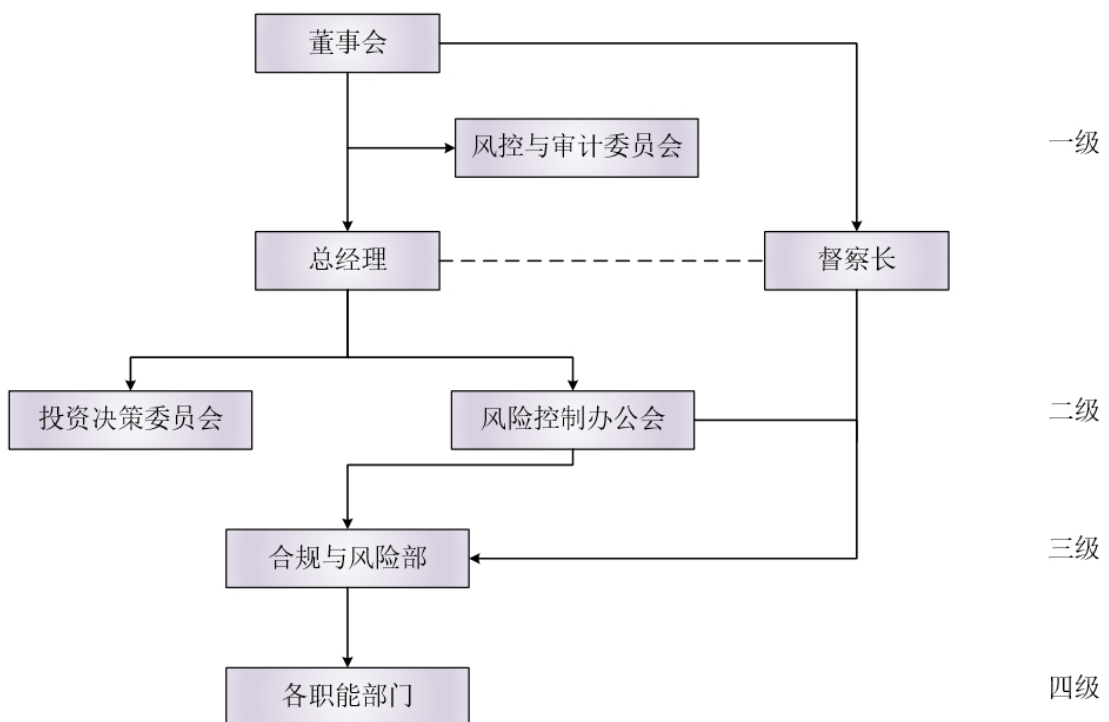 董事会
风控与审计委员会
一级
总经理
督察长
投资决策委员会
风险控制办公会
二级
合规与风险部
三级
各职能部门
四级